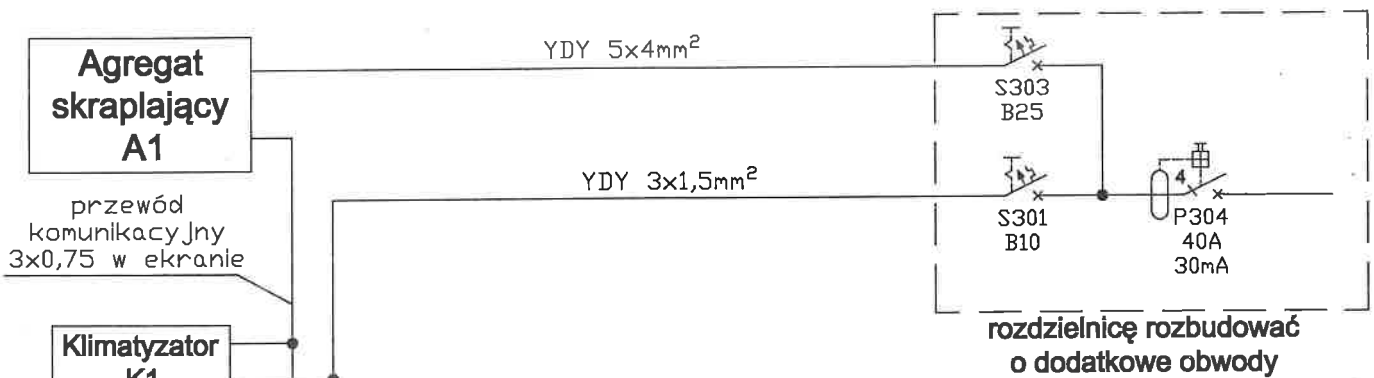 Agregat
skraplający
A1
YDY 5x4mm²
S303
B25
YDY 3x1,5mm²
S301
B10
4
P304
40A
30mA
przewód
komunikacyjny
3x0,75 w ekranie
Klimatyzator
K1
rozdzielnicę rozbudować
o dodatkowe obwody